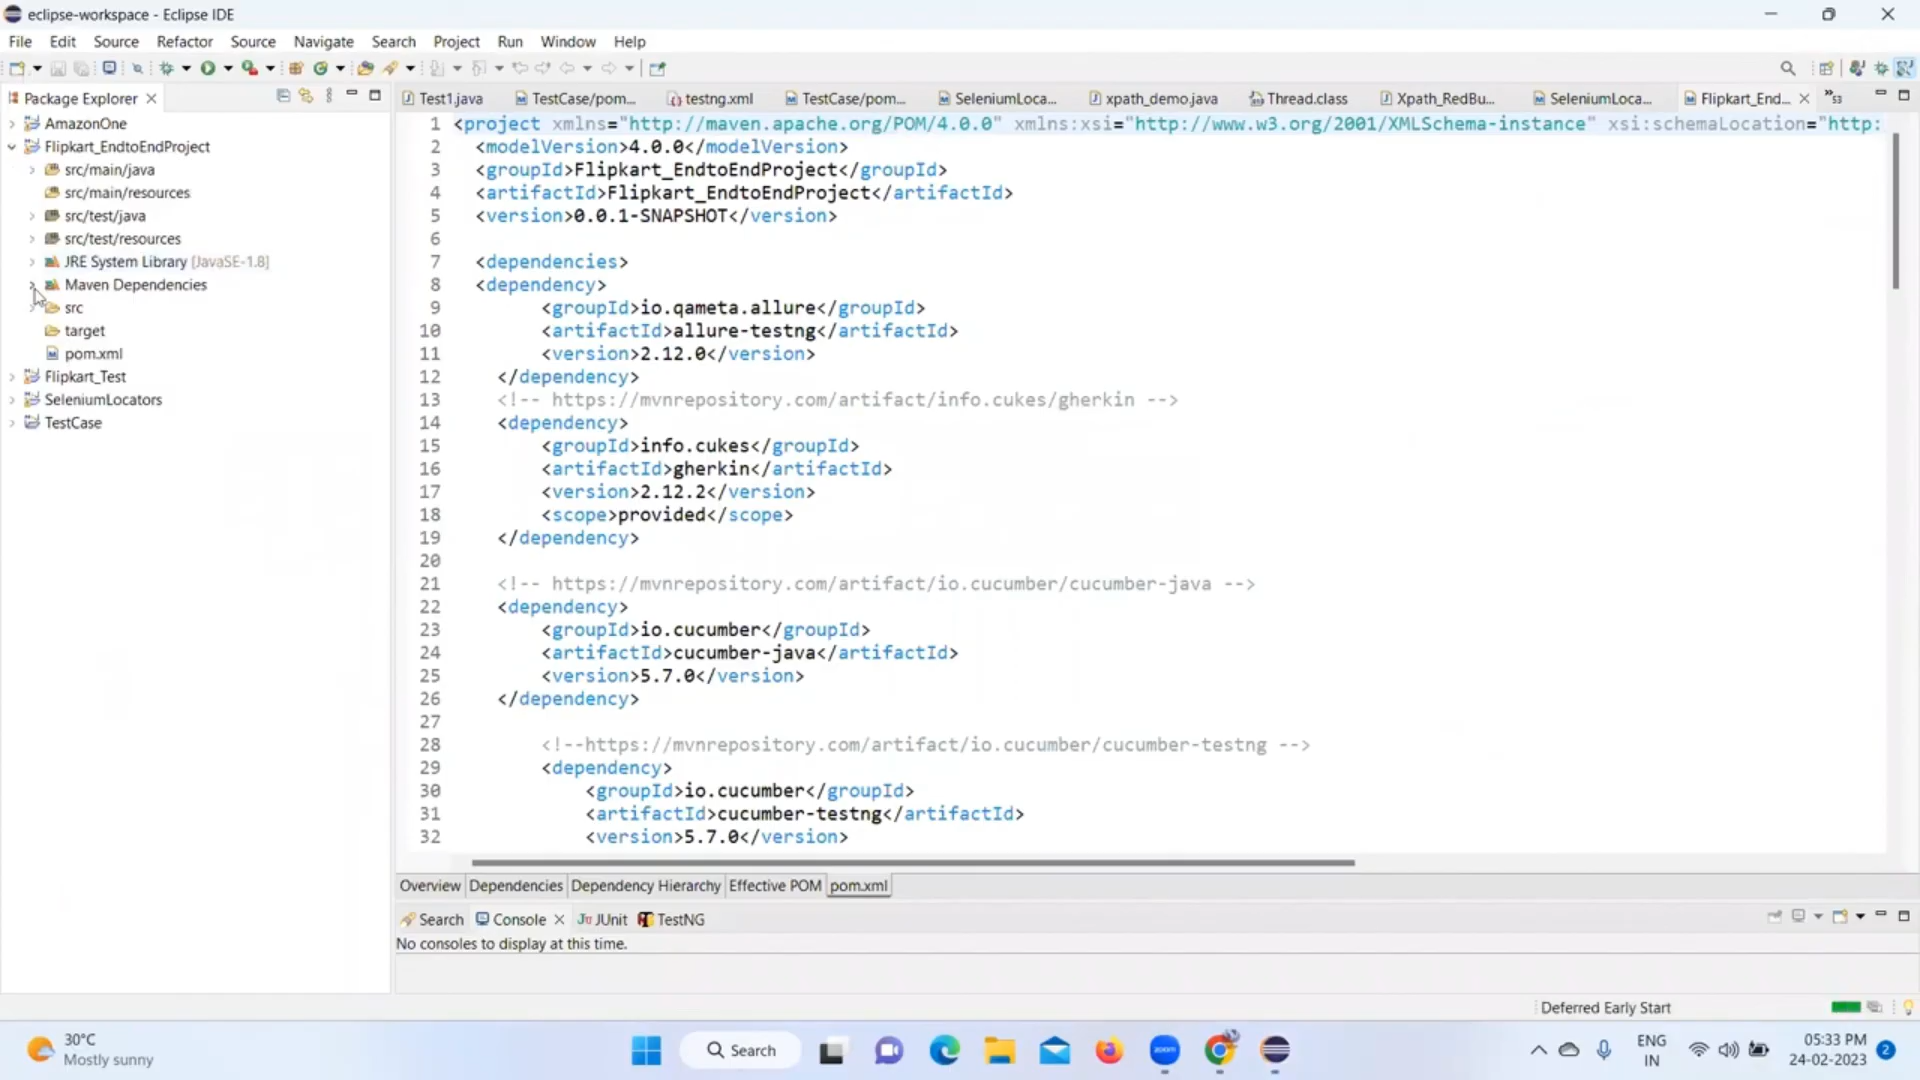 eclipse-workspace - Eclipse IDE
File Edit Source Refactor Source Navigate Search Project Run Window Help
Package Explorer
Test1.java TestCase/pom... testng.xml TestCase/pom... SeleniumLoca... xpath_demo.java Thread.class Xpath_RedBu... SeleniumLoca... Flipkart_End... »53
AmazonOne
Flipkart_EndtoEndProject
src/main/java
src/main/resources
src/test/java
src/test/resources
JRE System Library [JavaSE-1.8]
Maven Dependencies
src
target
pom.xml
Flipkart_Test
SeleniumLocators
TestCase
1 <project xmlns="http://maven.apache.org/POM/4.0.0" xmlns:xsi="http://www.w3.org/2001/XMLSchema-instance" xsi:schemaLocation="http:
2 <modelVersion>4.0.0</modelVersion>
3 <groupId>Flipkart_EndtoEndProject</groupId>
4 <artifactId>Flipkart_EndtoEndProject</artifactId>
5 <version>0.0.1-SNAPSHOT</version>
6
7 <dependencies>
8 <dependency>
9 <groupId>io.qameta.allure</groupId>
10 <artifactId>allure-testng</artifactId>
11 <version>2.12.0</version>
12 </dependency>
13 <!-- https://mvnrepository.com/artifact/info.cukes/gherkin -->
14 <dependency>
15 <groupId>info.cukes</groupId>
16 <artifactId>gherkin</artifactId>
17 <version>2.12.2</version>
18 <scope>provided</scope>
19 </dependency>
20
21 <!-- https://mvnrepository.com/artifact/io.cucumber/cucumber-java -->
22 <dependency>
23 <groupId>io.cucumber</groupId>
24 <artifactId>cucumber-java</artifactId>
25 <version>5.7.0</version>
26 </dependency>
27
28 <!--https://mvnrepository.com/artifact/io.cucumber/cucumber-testng -->
29 <dependency>
30 <groupId>io.cucumber</groupId>
31 <artifactId>cucumber-testng</artifactId>
32 <version>5.7.0</version>
Overview Dependencies Dependency Hierarchy Effective POM pom.xml
Search Console JUnit TestNG
No consoles to display at this time.
Deferred Early Start
30°C
Mostly sunny
Search
zoom
ENG
IN
05:33 PM
24-02-2023
2